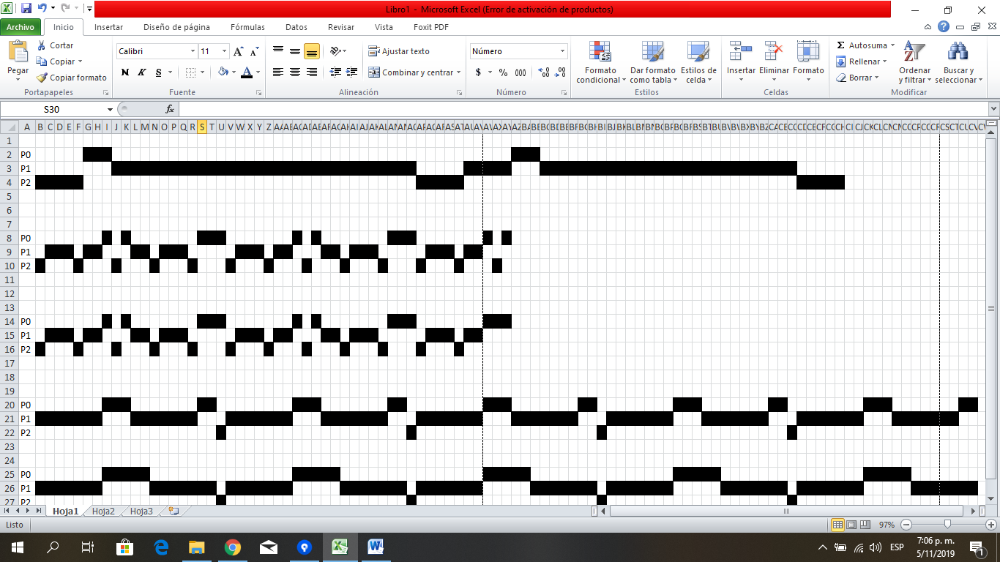 Libro1 - Microsoft Excel (Error de activación de productos)
Archivo Inicio Insertar Diseño de página Fórmulas Datos Revisar Vista Foxit PDF
Pegar Cortar Copiar Copiar formato
Calibri 11
N K S
Ajustar texto
Combinar y centrar
Número
$ % 000
Formato condicional
Dar formato como tabla
Estilos de celda
Insertar Eliminar Formato
Autosuma
Rellenar
Borrar
Ordenar y filtrar
Buscar y seleccionar
Portapapeles Fuente Alineación Número Estilos Celdas Modificar
S30 fx
A B C D E F G H I J K L M N O P Q R S T U V W X Y Z
1
2 P0
3 P1
4 P2
5
6
7
8 P0
9 P1
10 P2
11
12
13
14 P0
15 P1
16 P2
17
18
19
20 P0
21 P1
22 P2
23
24
25 P0
26 P1
27 P2
Hoja1 Hoja2 Hoja3
Listo 97%
ESP 7:06 p. m.
5/11/2019 1